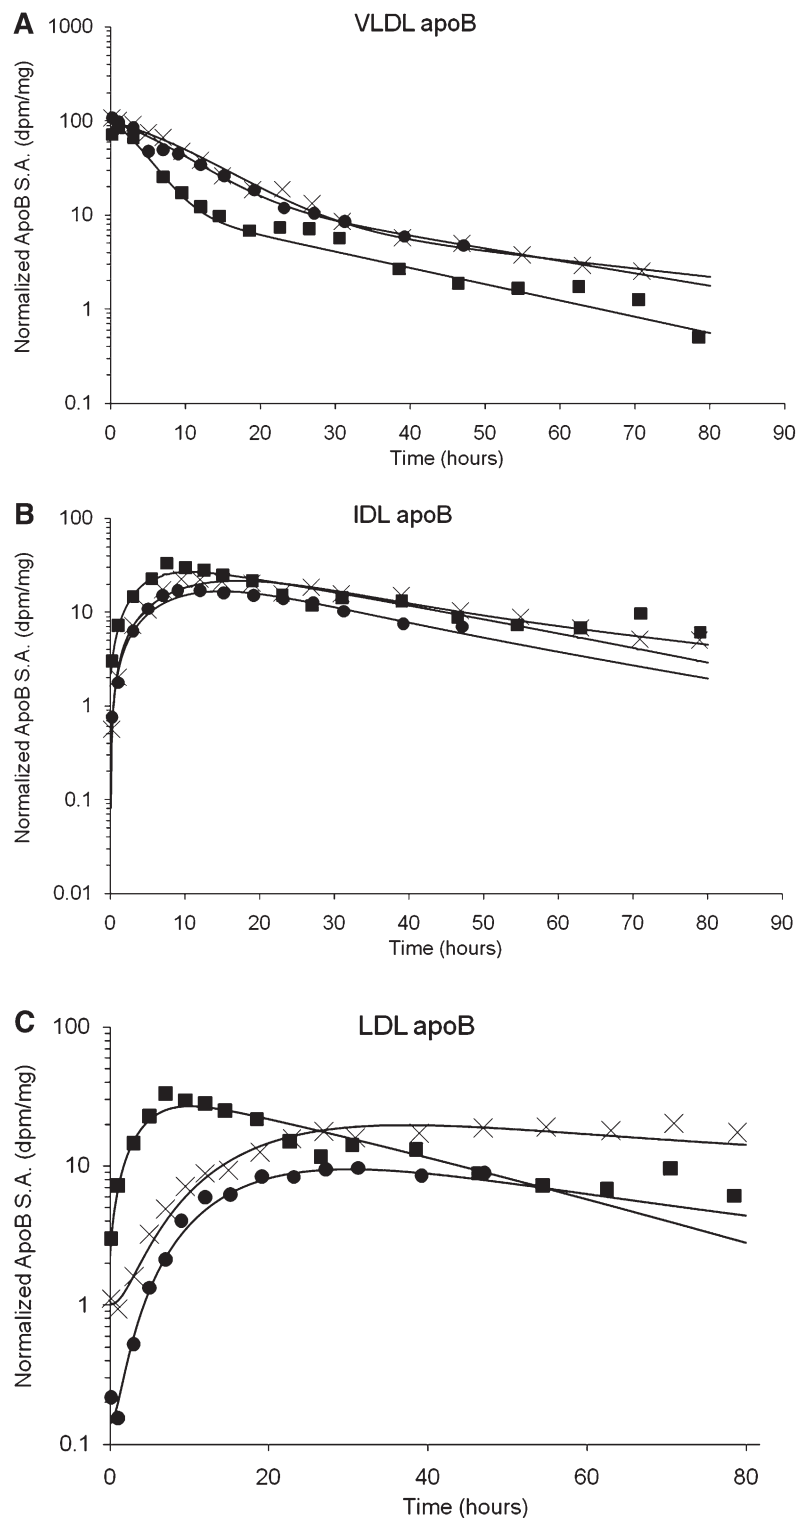 A
VLDL apoB
Normalized ApoB S.A. (dpm/mg)
1000
100
10
1
0.1
0 10 20 30 40 50 60 70 80 90
Time (hours)
B
IDL apoB
Normalized ApoB S.A. (dpm/mg)
100
10
1
0.1
0.01
0 10 20 30 40 50 60 70 80 90
Time (hours)
C
LDL apoB
Normalized ApoB S.A. (dpm/mg)
100
10
1
0.1
0 20 40 60 80
Time (hours)